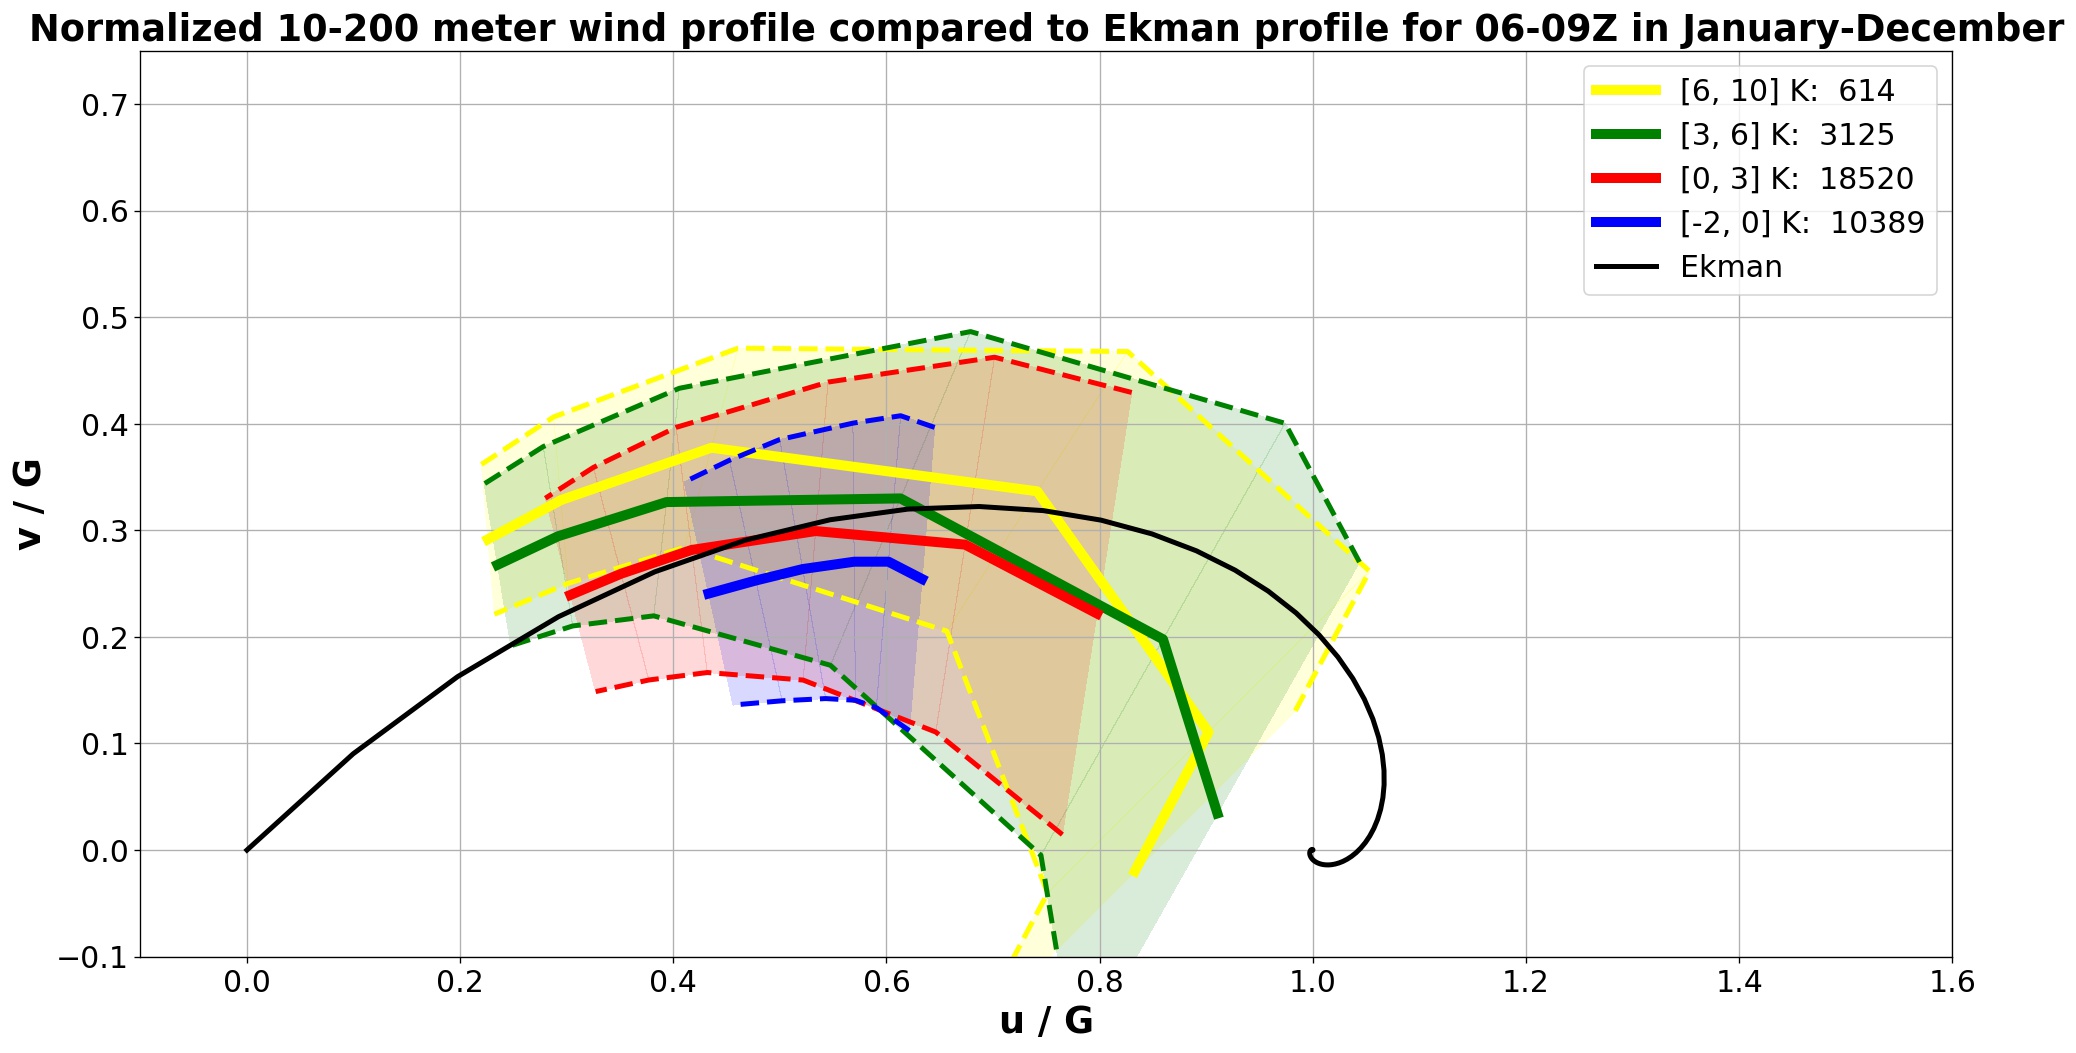 Normalized 10-200 meter wind profile compared to Ekman profile for 06-09Z in January-December
[6, 10] K:  614
[3, 6] K:  3125
[0, 3] K:  18520
[-2, 0] K:  10389
Ekman
0.7
0.6
0.5
0.4
0.3
0.2
0.1
0.0
−0.1
v / G
0.0 0.2 0.4 0.6 0.8 1.0 1.2 1.4 1.6
u / G